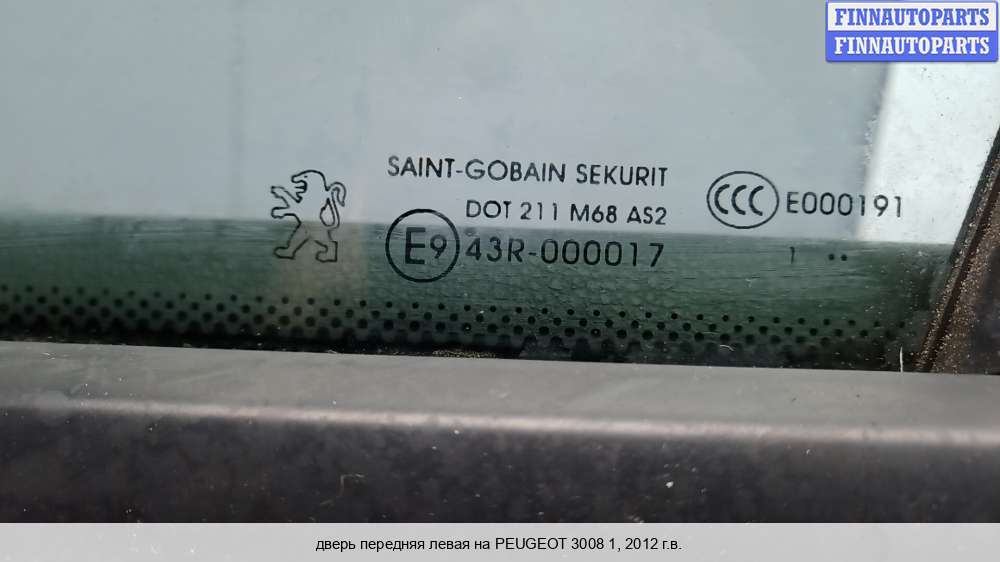 FINNAUTOPARTS
FINNAUTOPARTS
SAINT-GOBAIN SEKURIT
DOT 211 M68 AS2
CCC E000191
E9 43R-000017
1 ..
дверь передняя левая на PEUGEOT 3008 1, 2012 г.в.